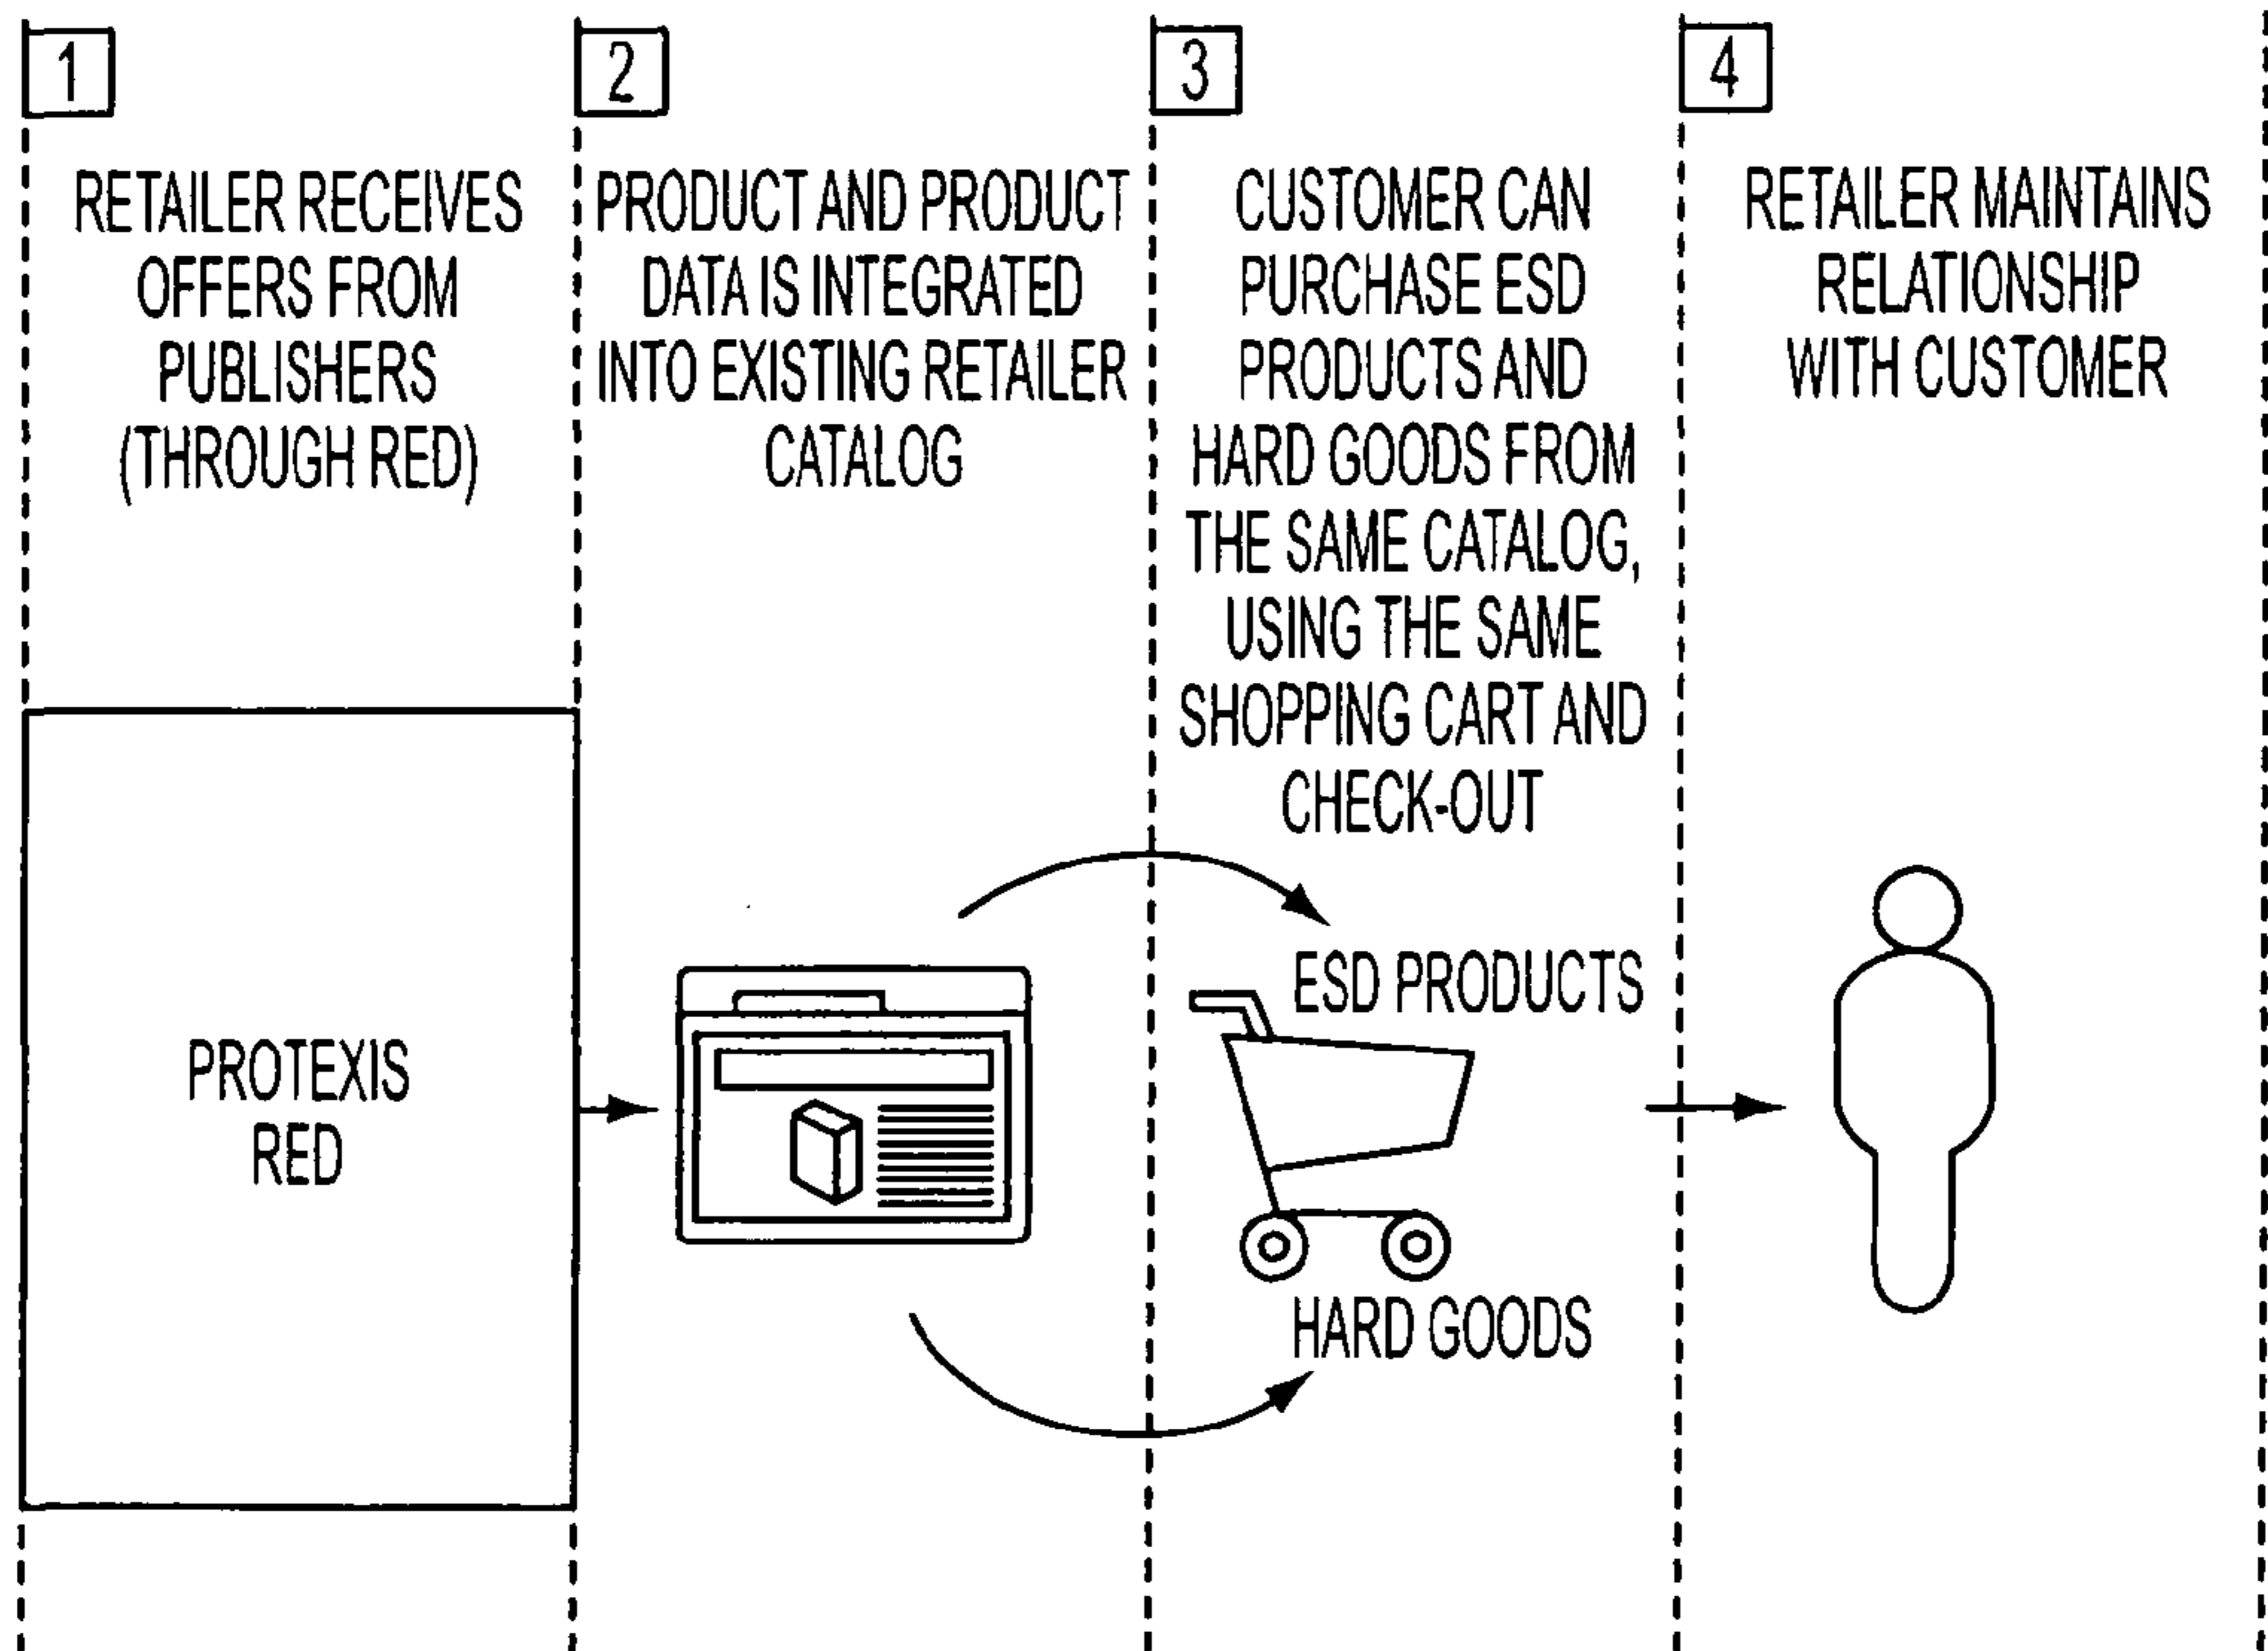 1
RETAILER RECEIVES
OFFERS FROM
PUBLISHERS
(THROUGH RED)
PROTEXIS
RED
2
PRODUCT AND PRODUCT
DATA IS INTEGRATED
INTO EXISTING RETAILER
CATALOG
3
CUSTOMER CAN
PURCHASE ESD
PRODUCTS AND
HARD GOODS FROM
THE SAME CATALOG,
USING THE SAME
SHOPPING CART AND
CHECK-OUT
ESD PRODUCTS
HARD GOODS
4
RETAILER MAINTAINS
RELATIONSHIP
WITH CUSTOMER